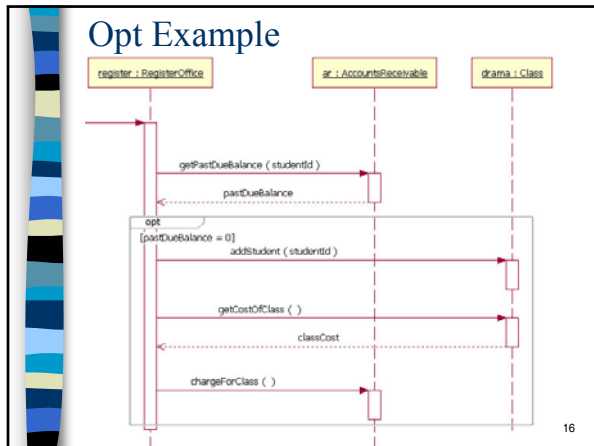 Opt Example
register : RegisterOffice
ar : AccountsReceivable
drama : Class
getPastDueBalance ( studentId )
pastDueBalance
opt
[pastDueBalance = 0]
addStudent ( studentId )
getCostOfClass ( )
classCost
chargeForClass ( )
16